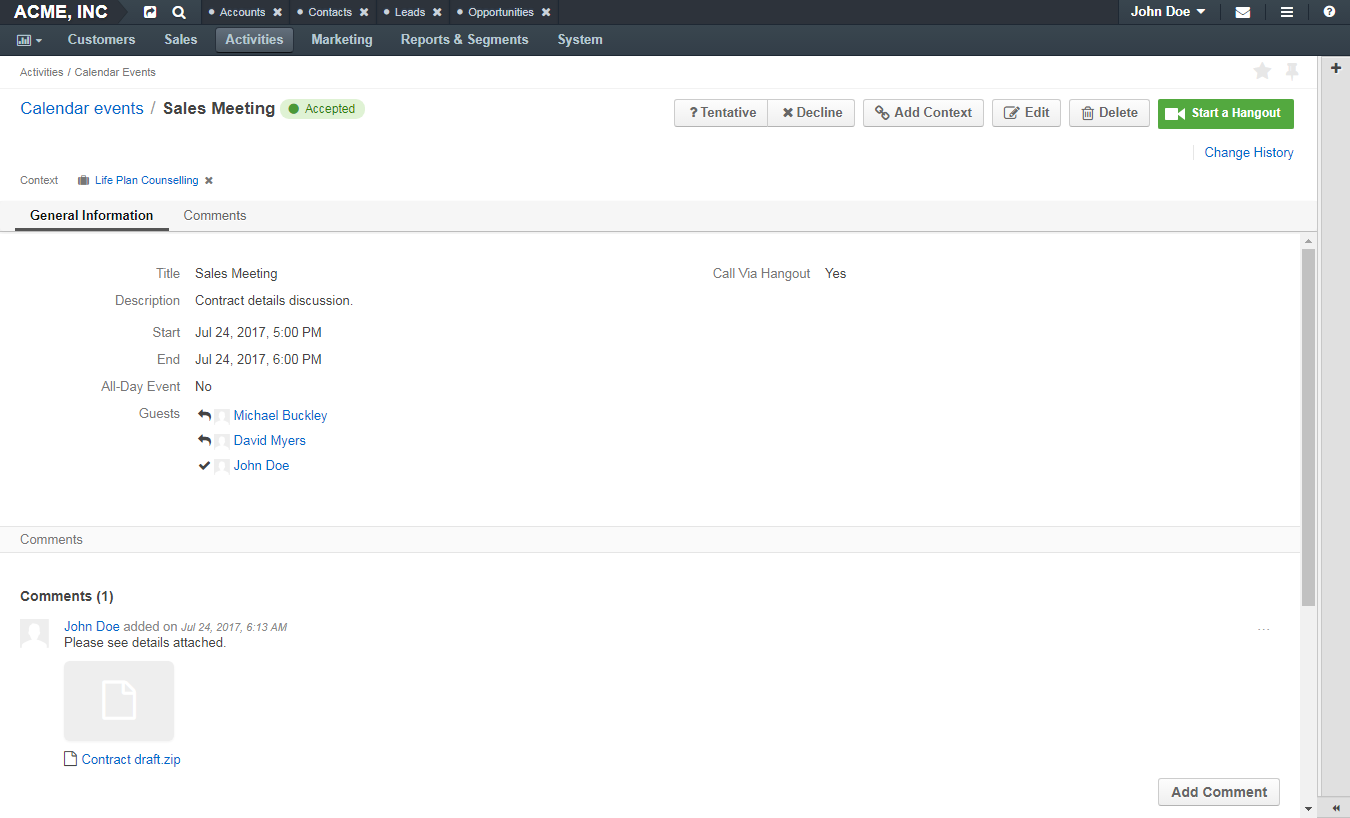 ACME, INC Accounts Contacts Leads Opportunities John Doe
Customers Sales Activities Marketing Reports & Segments System
Activities / Calendar Events
Calendar events / Sales Meeting Accepted ? Tentative Decline Add Context Edit Delete Start a Hangout
Change History
Context Life Plan Counselling
General Information Comments
Title Sales Meeting Call Via Hangout Yes
Description Contract details discussion.
Start Jul 24, 2017, 5:00 PM
End Jul 24, 2017, 6:00 PM
All-Day Event No
Guests Michael Buckley
David Myers
John Doe
Comments
Comments (1)
John Doe added on Jul 24, 2017, 6:13 AM ...
Please see details attached.
Contract draft.zip
Add Comment